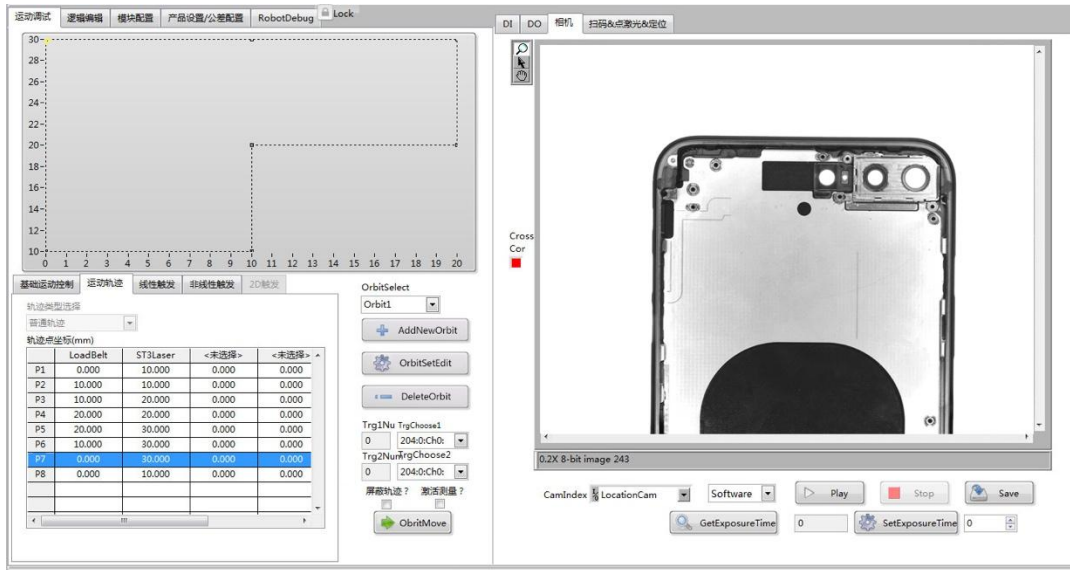 运动调试 逻辑编辑 模块配置 产品设置/公差配置 RobotDebug Lock
DI DO 相机 扫码&点激光&定位
30
28
26
24
22
20
18
16
14
12
10
0 1 2 3 4 5 6 7 8 9 10 11 12 13 14 15 16 17 18 19 20
Cross
Cor
基础运动控制 运动轨迹 线性触发 非线性触发 2D触发
轨迹类型选择
普通轨迹
轨迹点坐标(mm)
LoadBelt ST3Laser <未选择> <未选择>
P1 0.000 10.000 0.000 0.000
P2 10.000 10.000 0.000 0.000
P3 10.000 20.000 0.000 0.000
P4 20.000 20.000 0.000 0.000
P5 20.000 30.000 0.000 0.000
P6 10.000 30.000 0.000 0.000
P7 0.000 30.000 0.000 0.000
P8 0.000 10.000 0.000 0.000
OrbitSelect
Orbit1
AddNewOrbit
OrbitSetEdit
DeleteOrbit
Trg1Nu TrgChoose1
0 204:0:Ch0:
Trg2Num TrgChoose2
0 204:0:Ch0:
屏蔽轨迹？ 激活测量？
ObritMove
0.2X 8-bit image 243
CamIndex LocationCam Software Play Stop Save
GetExposureTime 0 SetExposureTime 0